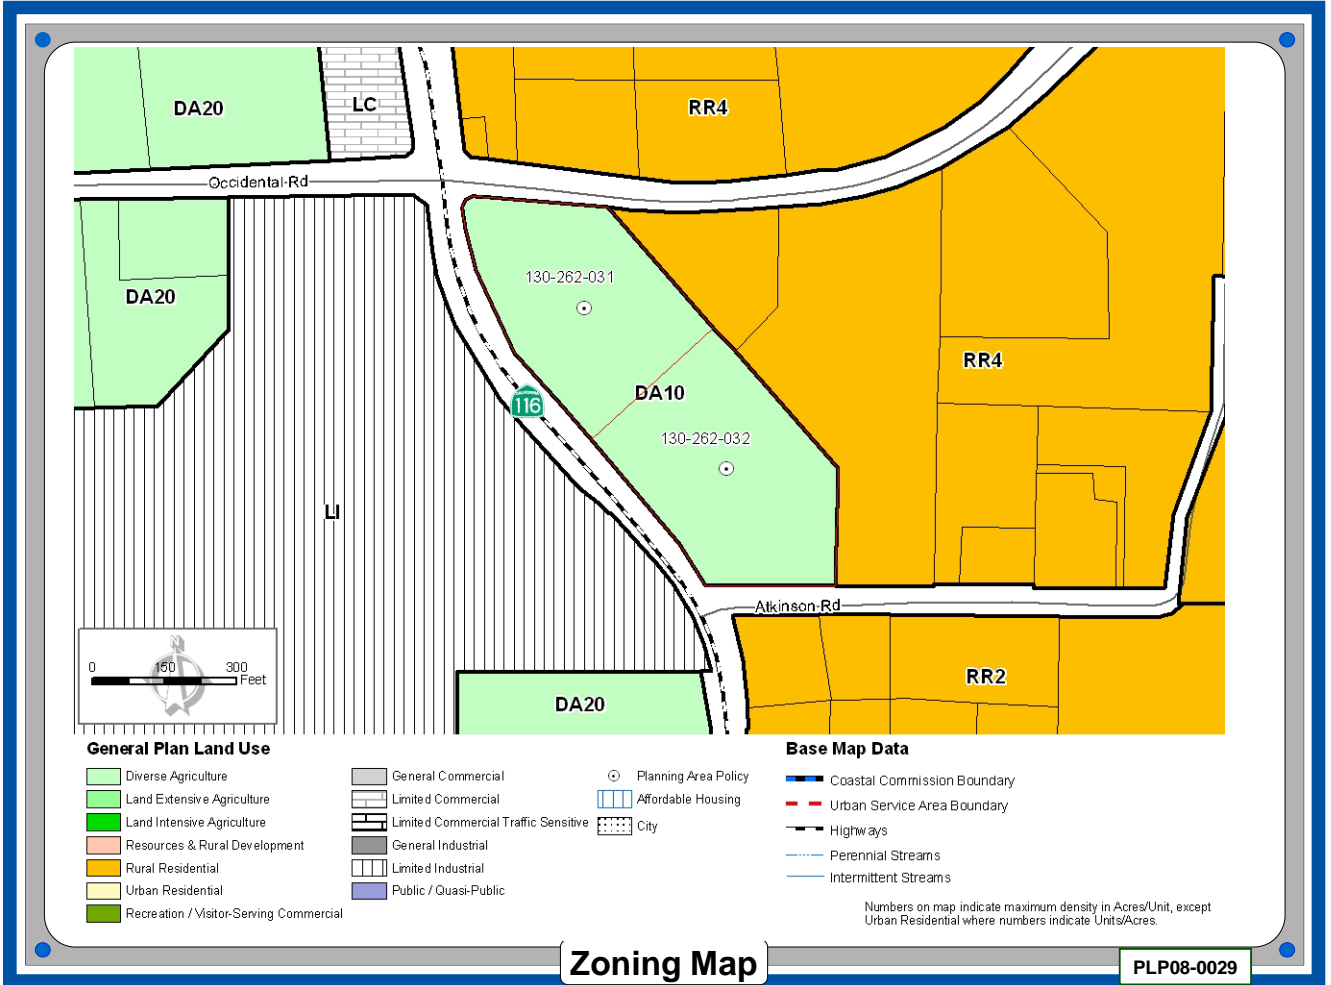 DA20
LC
RR4
Occidental Rd
DA20
130-262-031
RR4
DA10
116
130-262-032
LI
Atkinson Rd
N
0 150 300
Feet
RR2
DA20
General Plan Land Use
Diverse Agriculture
Land Extensive Agriculture
Land Intensive Agriculture
Resources & Rural Development
Rural Residential
Urban Residential
Recreation / Visitor-Serving Commercial
General Commercial
Limited Commercial
Limited Commercial Traffic Sensitive
General Industrial
Limited Industrial
Public / Quasi-Public
Planning Area Policy
Affordable Housing
City
Base Map Data
Coastal Commission Boundary
Urban Service Area Boundary
Highways
Perennial Streams
Intermittent Streams
Numbers on map indicate maximum density in Acres/Unit, except
Urban Residential where numbers indicate Units/Acres.
Zoning Map
PLP08-0029